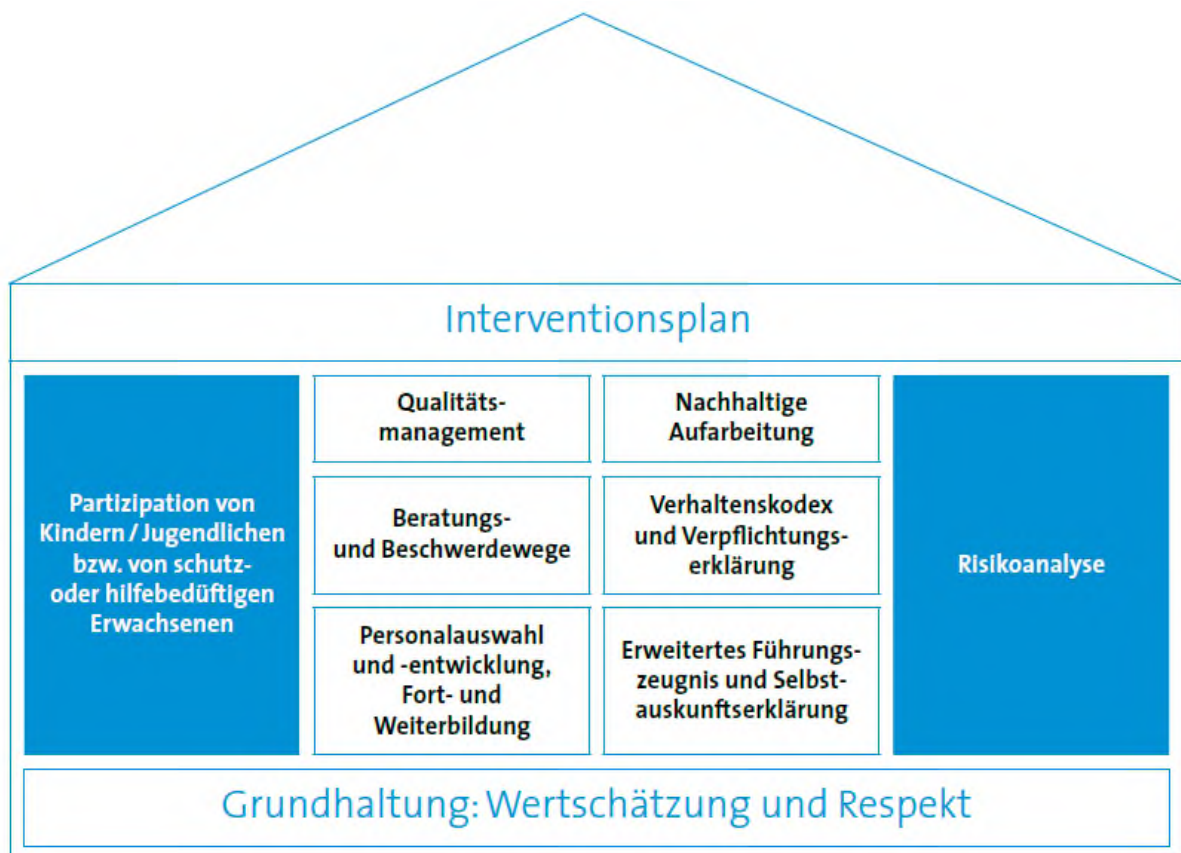 Interventionsplan
Partizipation von
Kindern / Jugendlichen
bzw. von schutz-
oder hilfebedüftigen
Erwachsenen
Qualitäts-
management
Nachhaltige
Aufarbeitung
Beratungs-
und Beschwerdewege
Verhaltenskodex
und Verpflichtungs-
erklärung
Personalauswahl
und -entwicklung,
Fort- und
Weiterbildung
Erweitertes Führungs-
zeugnis und Selbst-
auskunftserklärung
Risikoanalyse
Grundhaltung: Wertschätzung und Respekt